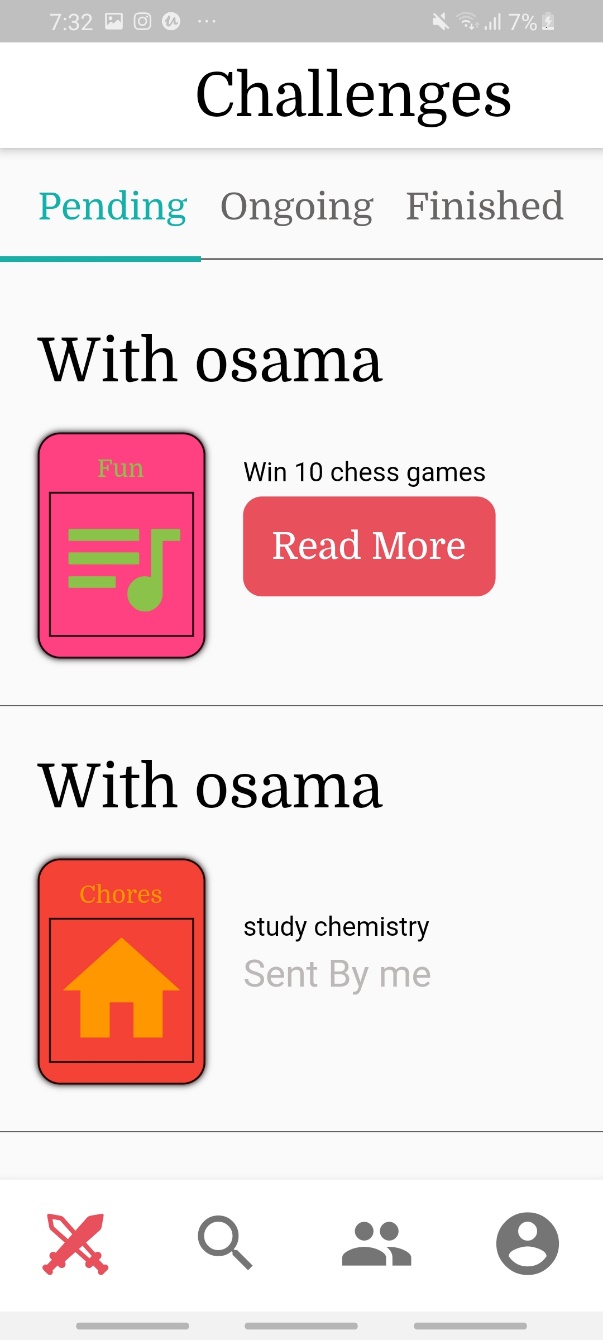 7:32 ... 7%
Challenges
Pending Ongoing Finished
With osama
Fun
Win 10 chess games
Read More
With osama
Chores
study chemistry
Sent By me